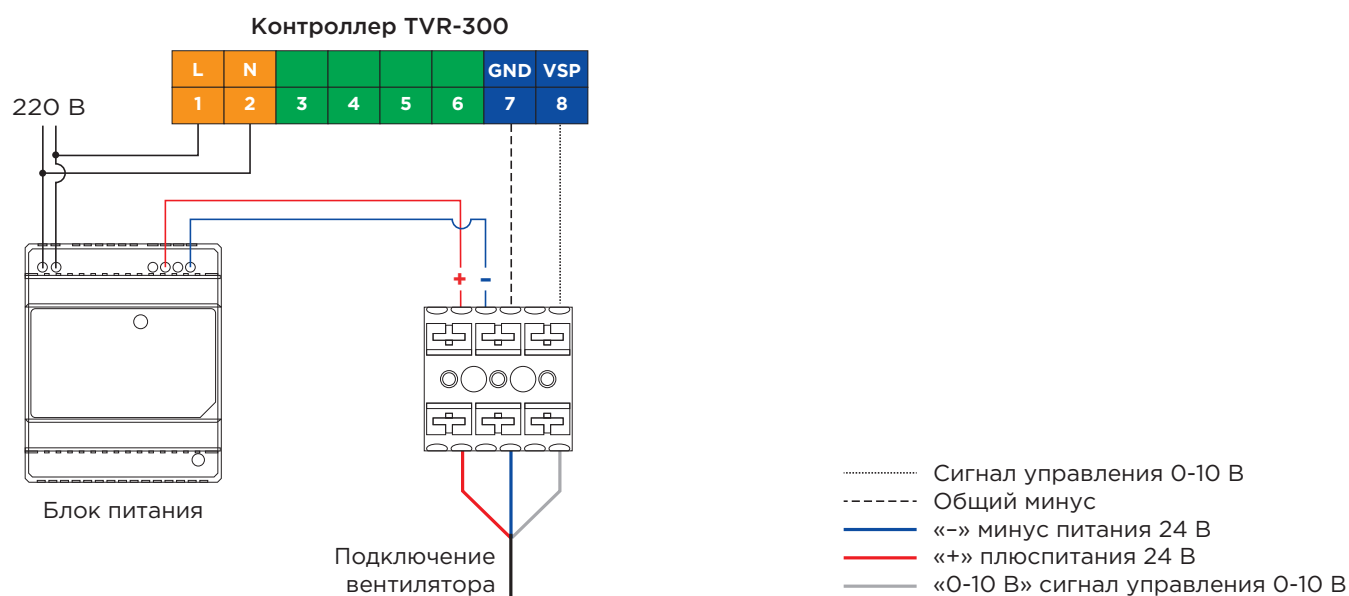 Контроллер TVR-300
L N GND VSP
1 2 3 4 5 6 7 8
220 В
+ -
Блок питания
Подключение
вентилятора
Сигнал управления 0-10 В
Общий минус
«–» минус питания 24 В
«+» плюспитания 24 В
«0-10 В» сигнал управления 0-10 В